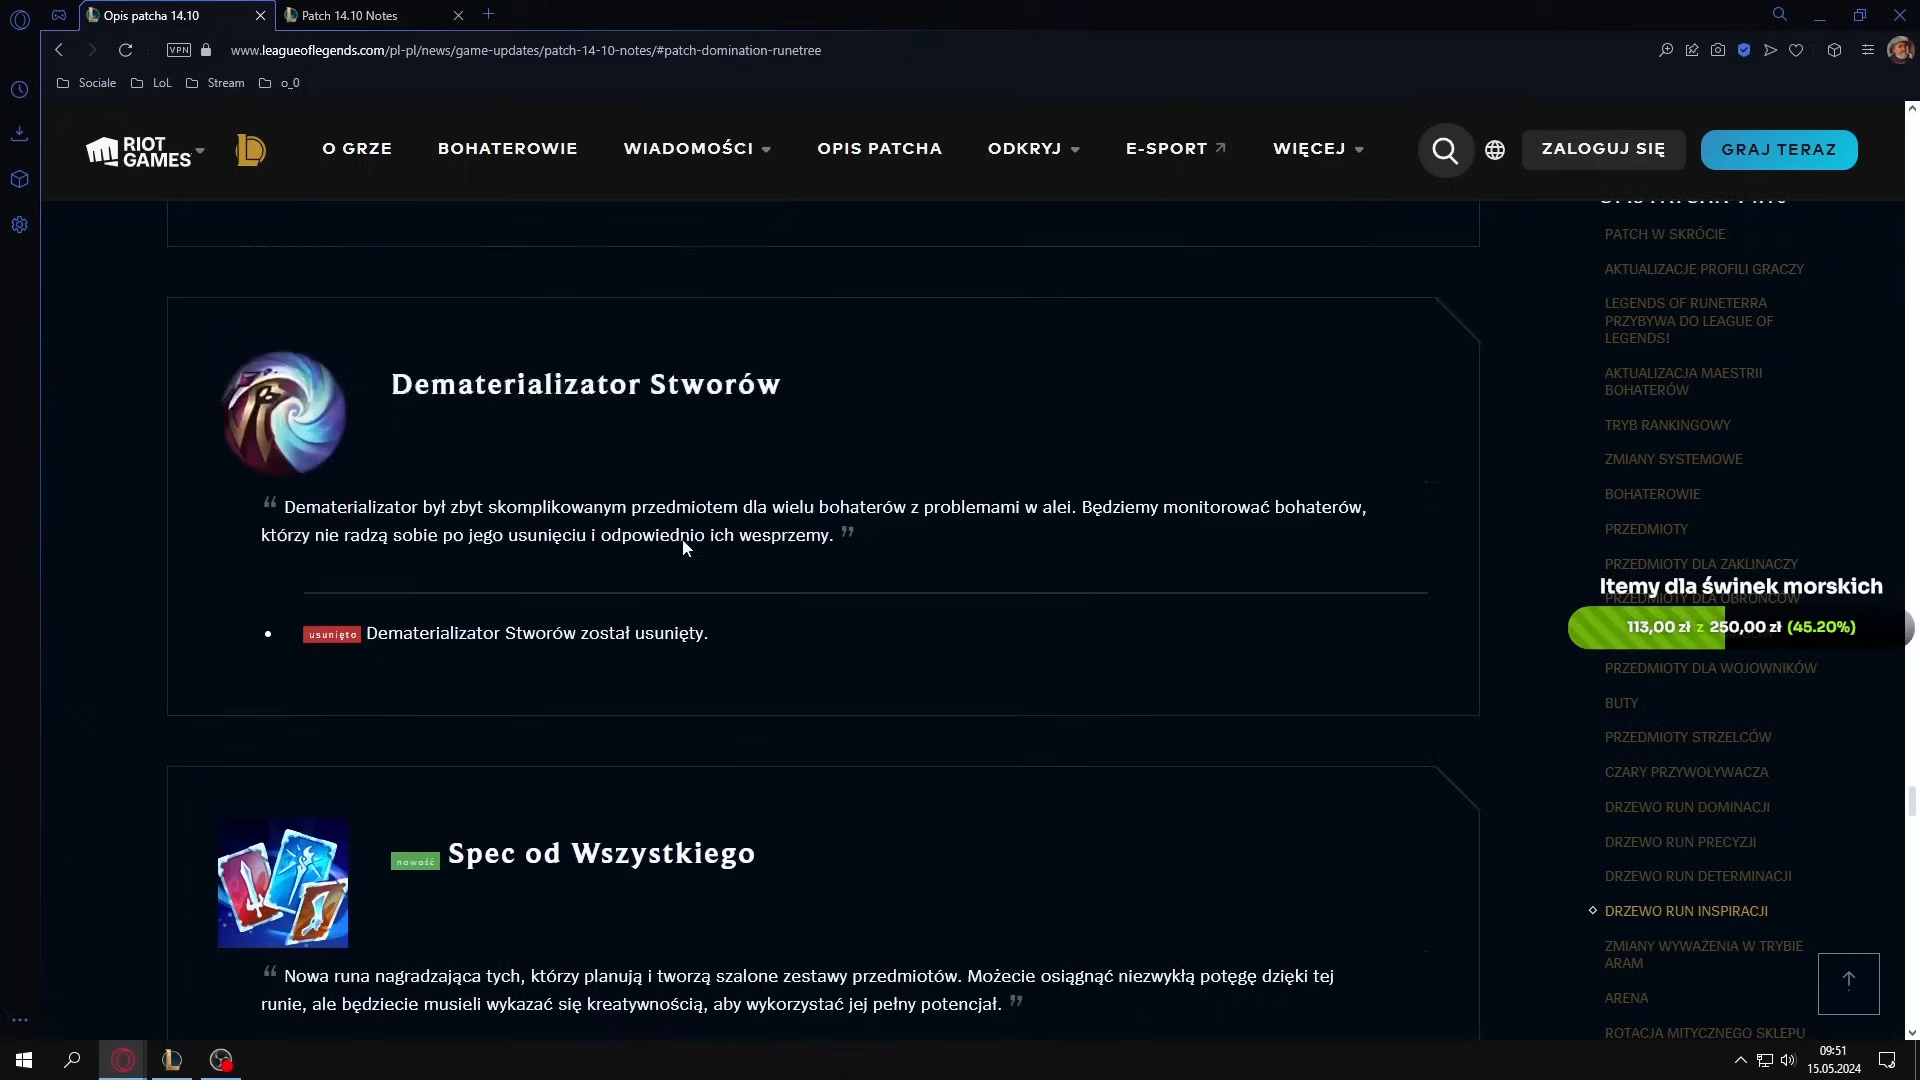 Opis patcha 14.10
Patch 14.10 Notes
VPN
www.leagueoflegends.com/pl-pl/news/game-updates/patch-14-10-notes/#patch-domination-runetree
Sociale
LoL
Stream
o_0
RIOT
GAMES
O GRZE
BOHATEROWIE
WIADOMOŚCI
OPIS PATCHA
ODKRYJ
E-SPORT
WIĘCEJ
ZALOGUJ SIĘ
GRAJ TERAZ
Dematerializator Stworów
“ Dematerializator był zbyt skomplikowanym przedmiotem dla wielu bohaterów z problemami w alei. Będziemy monitorować bohaterów,
którzy nie radzą sobie po jego usunięciu i odpowiednio ich wesprzemy. ”
usunięto Dematerializator Stworów został usunięty.
nowość Spec od Wszystkiego
“ Nowa runa nagradzająca tych, którzy planują i tworzą szalone zestawy przedmiotów. Możecie osiągnąć niezwykłą potęgę dzięki tej
runie, ale będziecie musieli wykazać się kreatywnością, aby wykorzystać jej pełny potencjał. ”
PATCH W SKRÓCIE
AKTUALIZACJE PROFILI GRACZY
LEGENDS OF RUNETERRA
PRZYBYWA DO LEAGUE OF
LEGENDS!
AKTUALIZACJA MAESTRII
BOHATERÓW
TRYB RANKINGOWY
ZMIANY SYSTEMOWE
BOHATEROWIE
PRZEDMIOTY
PRZEDMIOTY DLA ZAKLINACZY
Itemy dla świnek morskich
PRZEDMIOTY DLA OBROŃCÓW
113,00 zł z 250,00 zł (45.20%)
PRZEDMIOTY DLA WOJOWNIKÓW
BUTY
PRZEDMIOTY STRZELCÓW
CZARY PRZYWOŁYWACZA
DRZEWO RUN DOMINACJI
DRZEWO RUN PRECYZJI
DRZEWO RUN DETERMINACJI
DRZEWO RUN INSPIRACJI
ZMIANY WYWAŻENIA W TRYBIE
ARAM
ARENA
ROTACJA MITYCZNEGO SKLEPU
09:51
15.05.2024